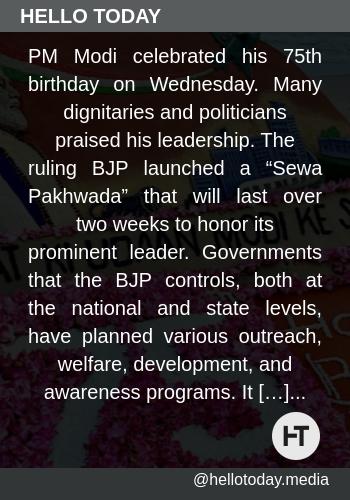 HELLO TODAY
PM Modi celebrated his 75th
birthday on Wednesday. Many
dignitaries and politicians
praised his leadership. The
ruling BJP launched a “Sewa
Pakhwada” that will last over
two weeks to honor its
prominent leader. Governments
that the BJP controls, both at
the national and state levels,
have planned various outreach,
welfare, development, and
awareness programs. It […]...
HT
@hellotoday.media